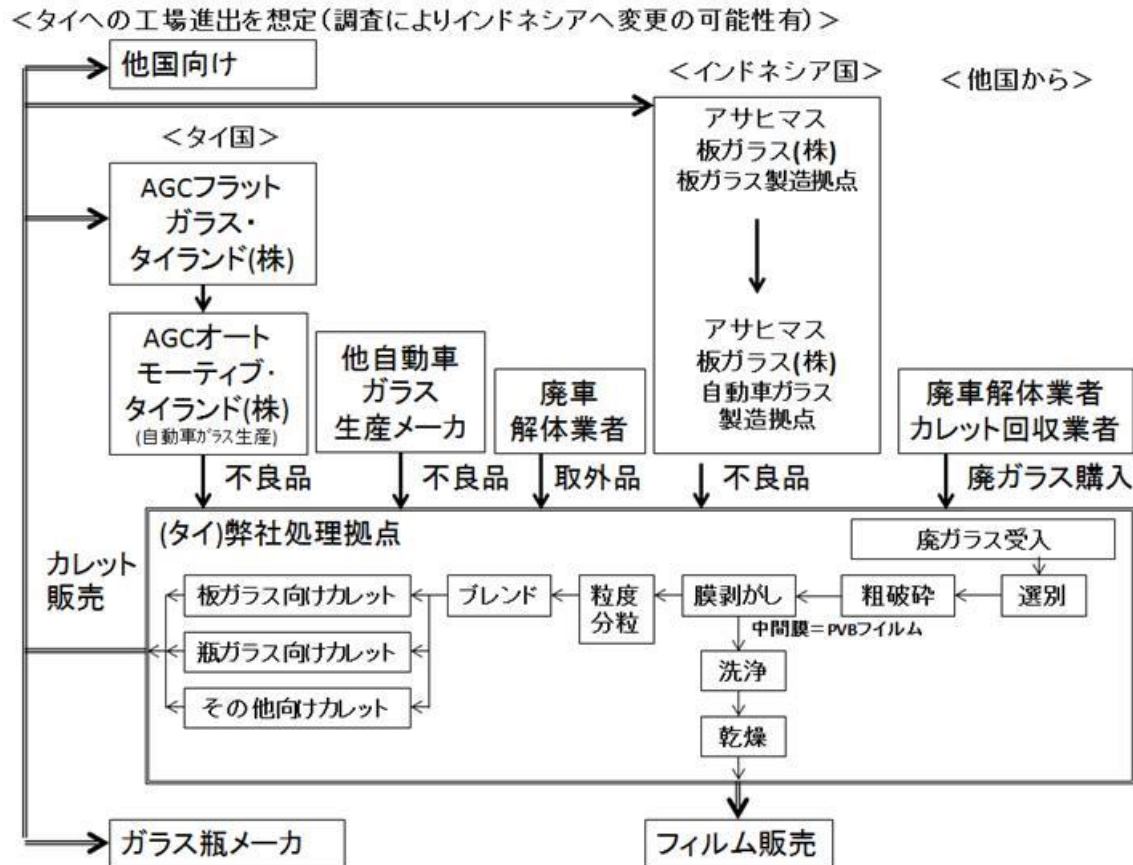 ＜タイへの工場進出を想定(調査によりインドネシアへ変更の可能性有)＞
他国向け
＜インドネシア国＞
＜他国から＞
＜タイ国＞
アサヒマス
板ガラス(株)
板ガラス製造拠点
AGCフラット
ガラス・
タイランド(株)
AGCオート
モーティブ・
タイランド(株)
(自動車ガラス生産)
他自動車
ガラス
生産メーカ
廃車
解体業者
アサヒマス
板ガラス(株)
自動車ガラス
製造拠点
廃車解体業者
カレット回収業者
不良品
不良品
取外品
不良品
廃ガラス購入
カレット
販売
(タイ)弊社処理拠点
廃ガラス受入
選別
粗破砕
膜剥がし
中間膜＝PVBフイルム
粒度
分粒
ブレンド
板ガラス向けカレット
瓶ガラス向けカレット
その他向けカレット
洗浄
乾燥
ガラス瓶メーカ
フィルム販売